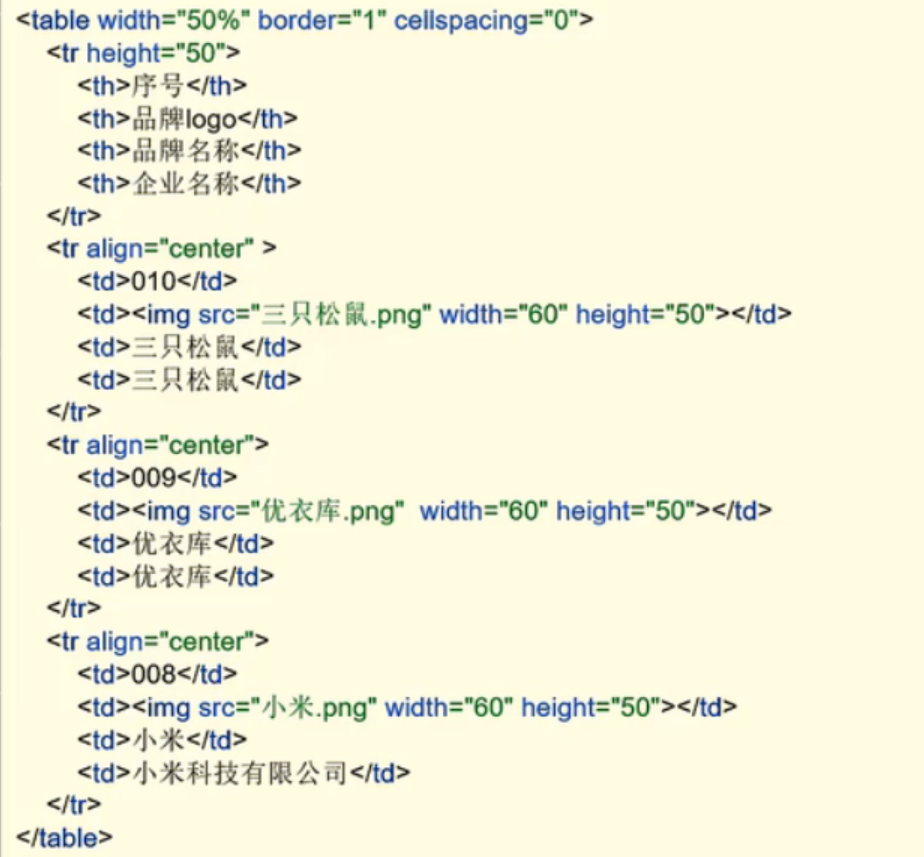 <table width="50%" border="1" cellspacing="0">
<tr height="50">
<th>序号</th>
<th>品牌logo</th>
<th>品牌名称</th>
<th>企业名称</th>
</tr>
<tr align="center" >
<td>010</td>
<td><img src="三只松鼠.png" width="60" height="50"></td>
<td>三只松鼠</td>
<td>三只松鼠</td>
</tr>
<tr align="center">
<td>009</td>
<td><img src="优衣库.png"  width="60" height="50"></td>
<td>优衣库</td>
<td>优衣库</td>
</tr>
<tr align="center">
<td>008</td>
<td><img src="小米.png" width="60" height="50"></td>
<td>小米</td>
<td>小米科技有限公司</td>
</tr>
</table>